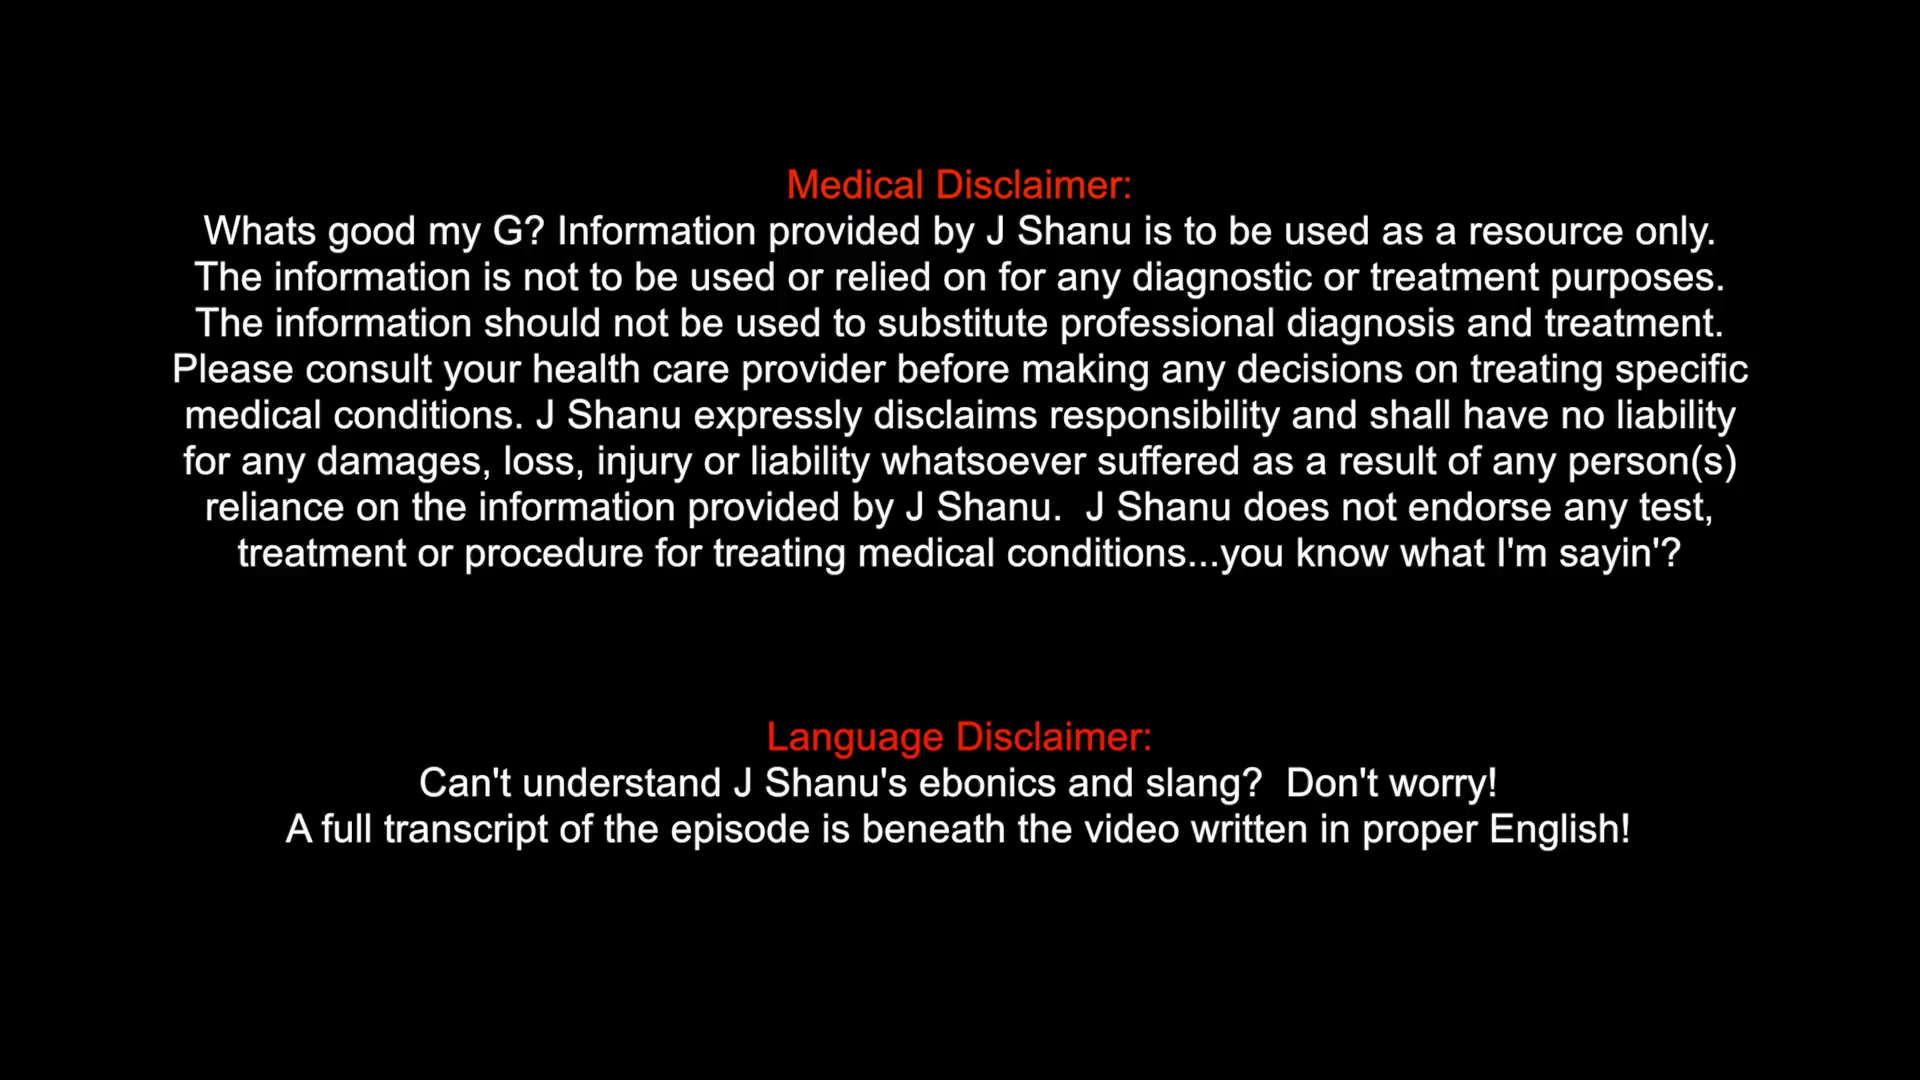 Medical Disclaimer:
Whats good my G? Information provided by J Shanu is to be used as a resource only.
The information is not to be used or relied on for any diagnostic or treatment purposes.
The information should not be used to substitute professional diagnosis and treatment.
Please consult your health care provider before making any decisions on treating specific
medical conditions. J Shanu expressly disclaims responsibility and shall have no liability
for any damages, loss, injury or liability whatsoever suffered as a result of any person(s)
reliance on the information provided by J Shanu.  J Shanu does not endorse any test,
treatment or procedure for treating medical conditions...you know what I'm sayin'?
Language Disclaimer:
Can't understand J Shanu's ebonics and slang?  Don't worry!
A full transcript of the episode is beneath the video written in proper English!